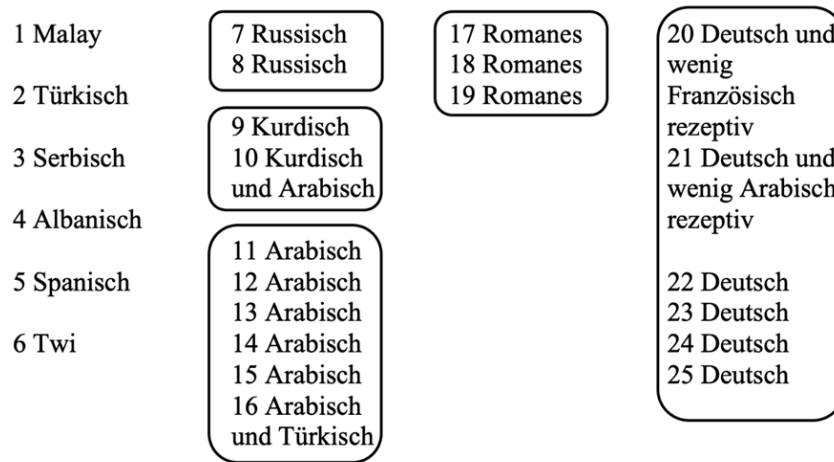 1 Malay
2 Türkisch
3 Serbisch
4 Albanisch
5 Spanisch
6 Twi
7 Russisch
8 Russisch
9 Kurdisch
10 Kurdisch
und Arabisch
11 Arabisch
12 Arabisch
13 Arabisch
14 Arabisch
15 Arabisch
16 Arabisch
und Türkisch
17 Romanes
18 Romanes
19 Romanes
20 Deutsch und
wenig
Französisch
rezeptiv
21 Deutsch und
wenig Arabisch
rezeptiv
22 Deutsch
23 Deutsch
24 Deutsch
25 Deutsch